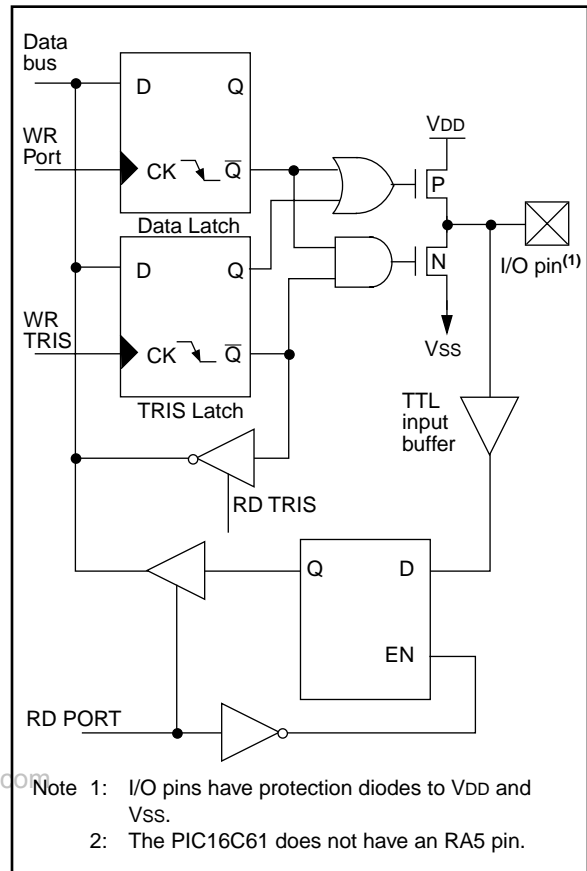 Data
bus
D Q
VDD
WR
Port
CK Q
P
Data Latch
D Q
N
I/O pin(1)
WR
TRIS
CK Q
VSS
TRIS Latch
TTL
input
buffer
RD TRIS
Q D
EN
RD PORT
com
Note 1: I/O pins have protection diodes to VDD and
VSS.
2: The PIC16C61 does not have an RA5 pin.